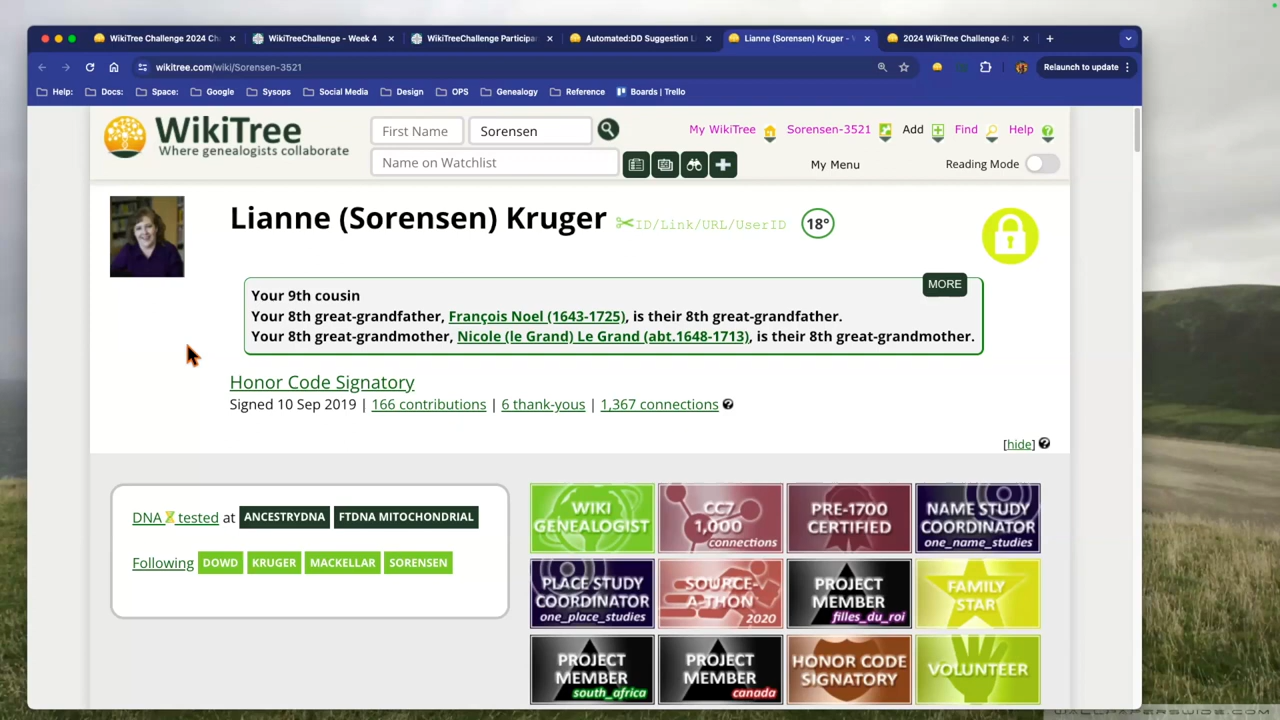 WikiTree Challenge 2024 Ch
WikiTreeChallenge - Week 4
WikiTreeChallenge Participa
Automated:DD Suggestion L
Lianne (Sorensen) Kruger -
2024 WikiTree Challenge 4:
wikitree.com/wiki/Sorensen-3521
Relaunch to update
Help:
Docs:
Space:
Google
Sysops
Social Media
Design
OPS
Genealogy
Reference
Boards | Trello
WikiTree
Where genealogists collaborate
First Name
Sorensen
Name on Watchlist
My WikiTree
Sorensen-3521
Add
Find
Help
My Menu
Reading Mode
Lianne (Sorensen) Kruger
ID/Link/URL/UserID
18°
MORE
Your 9th cousin
Your 8th great-grandfather, François Noel (1643-1725), is their 8th great-grandfather.
Your 8th great-grandmother, Nicole (le Grand) Le Grand (abt.1648-1713), is their 8th great-grandmother.
Honor Code Signatory
Signed 10 Sep 2019 | 166 contributions | 6 thank-yous | 1,367 connections
[hide]
DNA tested at ANCESTRYDNA FTDNA MITOCHONDRIAL
Following DOWD KRUGER MACKELLAR SORENSEN
WIKI
GENEALOGIST
CC7
1,000
connections
PRE-1700
CERTIFIED
NAME STUDY
COORDINATOR
one_name_studies
PLACE STUDY
COORDINATOR
one_place_studies
SOURCE-
A-THON
2020
PROJECT
MEMBER
filles_du_roi
FAMILY
STAR
PROJECT
MEMBER
south_africa
PROJECT
MEMBER
canada
HONOR CODE
SIGNATORY
VOLUNTEER